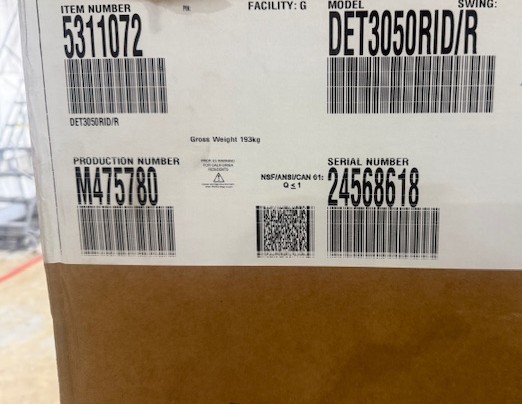 ITEM NUMBER
FACILITY: G
MODEL
SWING:
5311072
DET3050RID/R
DET3050RID/R
Gross Weight 193kg
PRODUCTION NUMBER
M475780
NSF/ANSI/CAN 61:
Q ≤ 1
SERIAL NUMBER
24568618